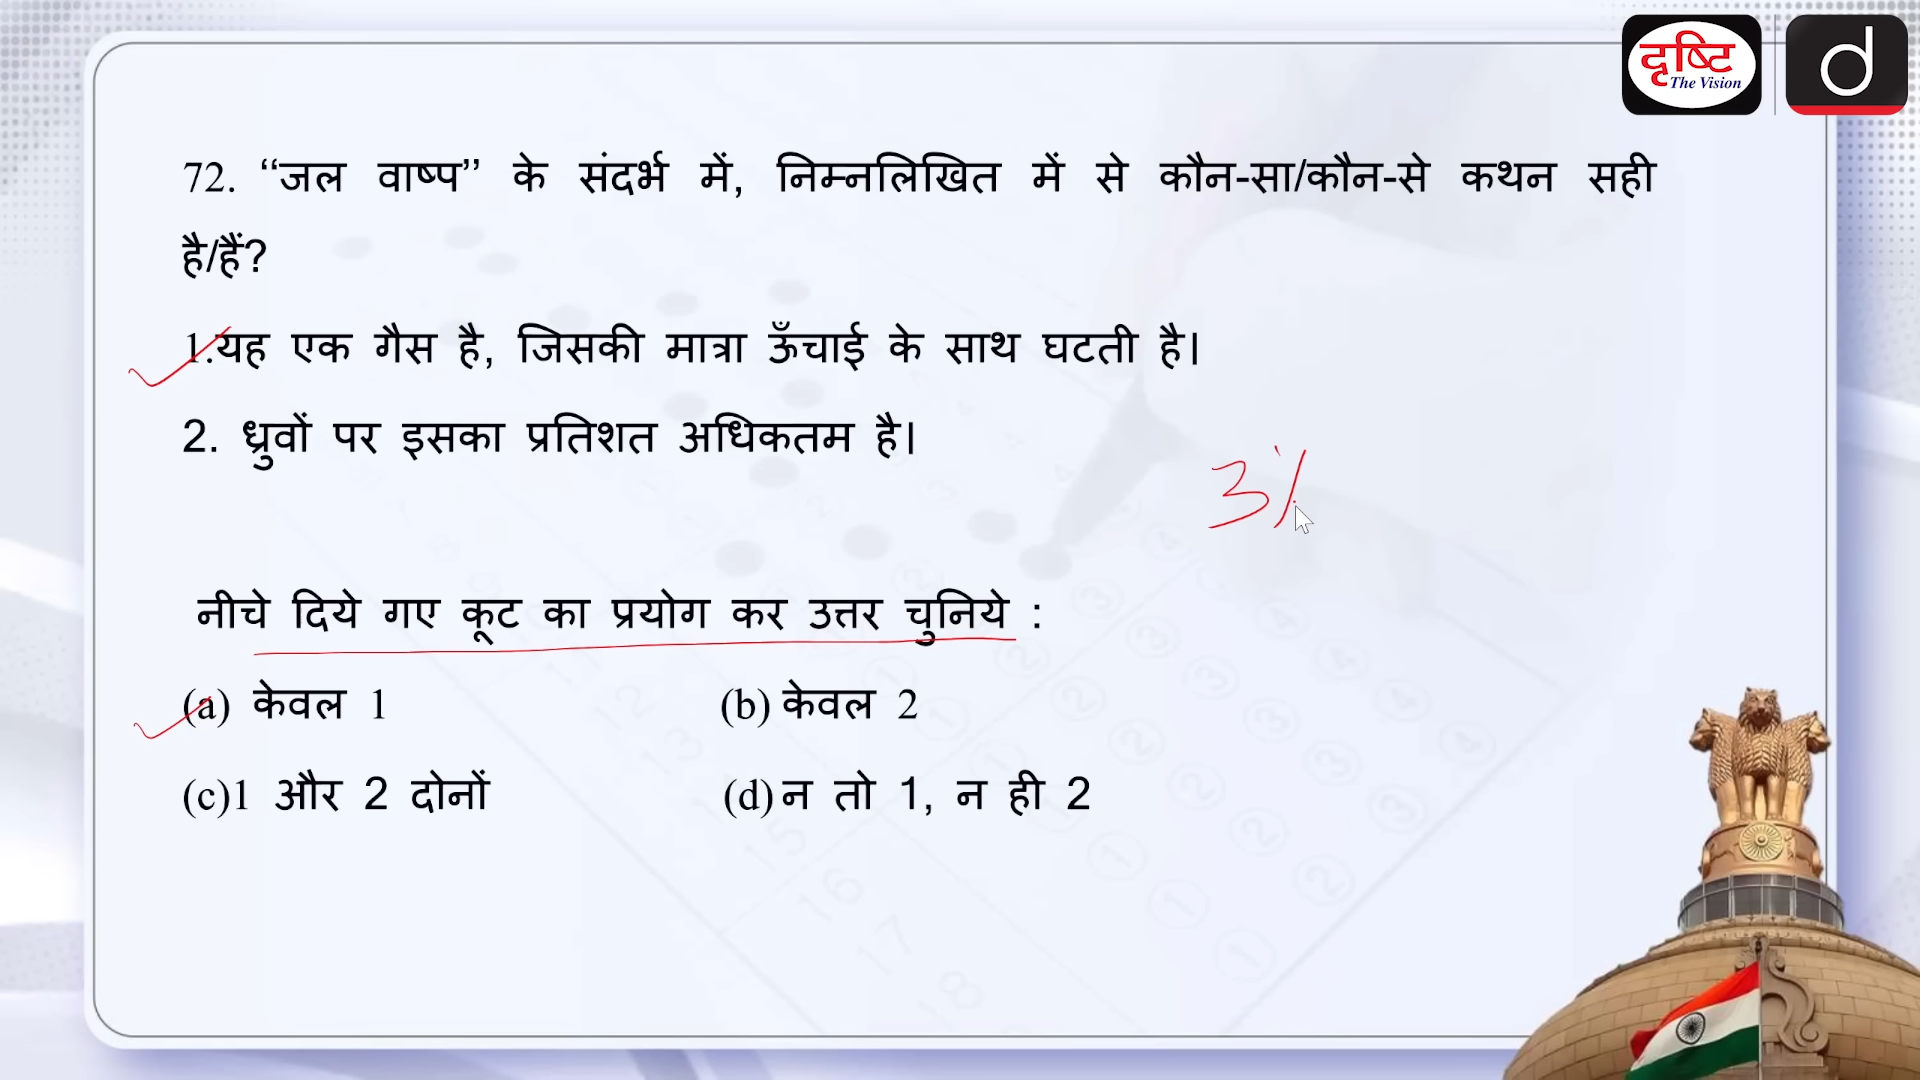 दृष्टि
The Vision
d
72. “जल वाष्प” के संदर्भ में, निम्नलिखित में से कौन-सा/कौन-से कथन सही
है/हैं?
1.यह एक गैस है, जिसकी मात्रा ऊँचाई के साथ घटती है।
2. ध्रुवों पर इसका प्रतिशत अधिकतम है।
3%
नीचे दिये गए कूट का प्रयोग कर उत्तर चुनिये :
(a) केवल 1 (b) केवल 2
(c)1 और 2 दोनों (d) न तो 1, न ही 2